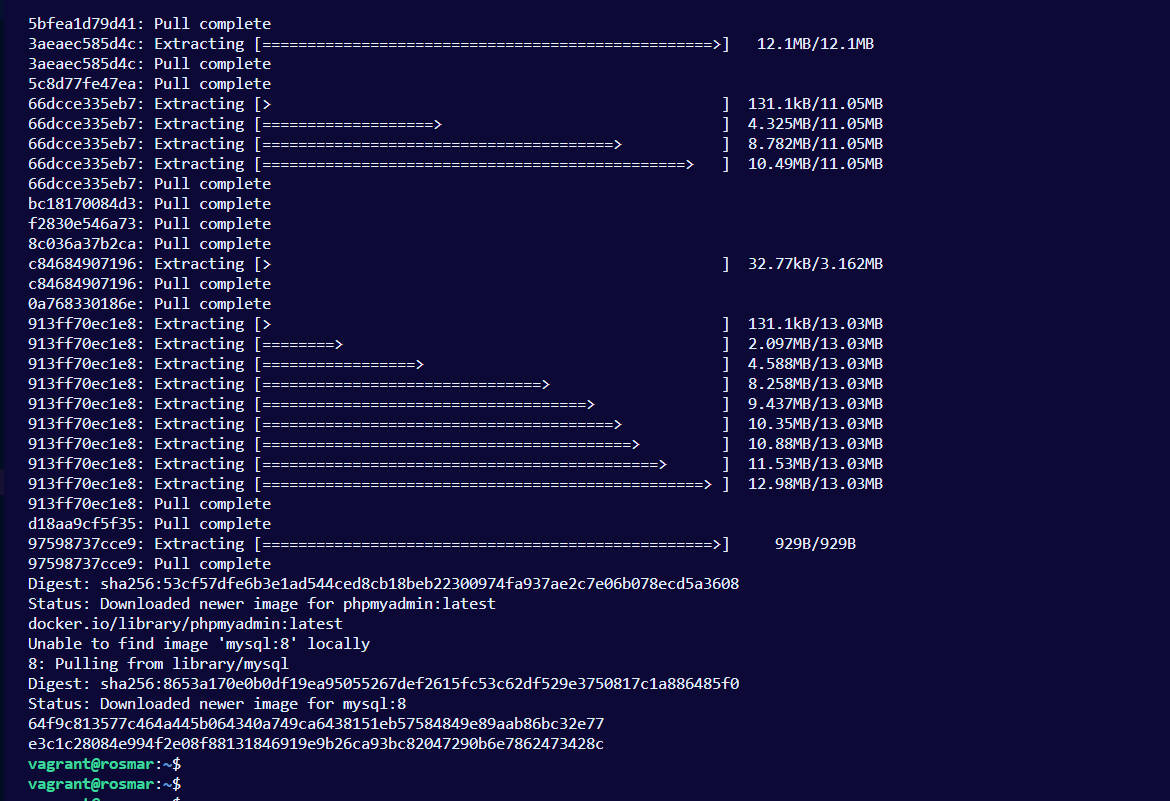 5bfea1d79d41: Pull complete
3aeaec585d4c: Extracting [==================================================>]   12.1MB/12.1MB
3aeaec585d4c: Pull complete
5c8d77fe47ea: Pull complete
66dcce335eb7: Extracting [>                                                  ]  131.1kB/11.05MB
66dcce335eb7: Extracting [===================>                               ]  4.325MB/11.05MB
66dcce335eb7: Extracting [=======================================>           ]  8.782MB/11.05MB
66dcce335eb7: Extracting [===============================================>   ]  10.49MB/11.05MB
66dcce335eb7: Pull complete
bc18170084d3: Pull complete
f2830e546a73: Pull complete
8c036a37b2ca: Pull complete
c84684907196: Extracting [>                                                  ]  32.77kB/3.162MB
c84684907196: Pull complete
0a768330186e: Pull complete
913ff70ec1e8: Extracting [>                                                  ]  131.1kB/13.03MB
913ff70ec1e8: Extracting [========>                                          ]  2.097MB/13.03MB
913ff70ec1e8: Extracting [=================>                                 ]  4.588MB/13.03MB
913ff70ec1e8: Extracting [===============================>                   ]  8.258MB/13.03MB
913ff70ec1e8: Extracting [====================================>              ]  9.437MB/13.03MB
913ff70ec1e8: Extracting [=======================================>           ]  10.35MB/13.03MB
913ff70ec1e8: Extracting [=========================================>         ]  10.88MB/13.03MB
913ff70ec1e8: Extracting [============================================>      ]  11.53MB/13.03MB
913ff70ec1e8: Extracting [=================================================> ]  12.98MB/13.03MB
913ff70ec1e8: Pull complete
d18aa9cf5f35: Pull complete
97598737cce9: Extracting [==================================================>]     929B/929B
97598737cce9: Pull complete
Digest: sha256:53cf57dfe6b3e1ad544ced8cb18beb22300974fa937ae2c7e06b078ecd5a3608
Status: Downloaded newer image for phpmyadmin:latest
docker.io/library/phpmyadmin:latest
Unable to find image 'mysql:8' locally
8: Pulling from library/mysql
Digest: sha256:8653a170e0b0df19ea95055267def2615fc53c62df529e3750817c1a886485f0
Status: Downloaded newer image for mysql:8
64f9c813577c464a445b064340a749ca6438151eb57584849e89aab86bc32e77
e3c1c28084e994f2e08f88131846919e9b26ca93bc82047290b6e7862473428c
vagrant@rosmar:~$
vagrant@rosmar:~$